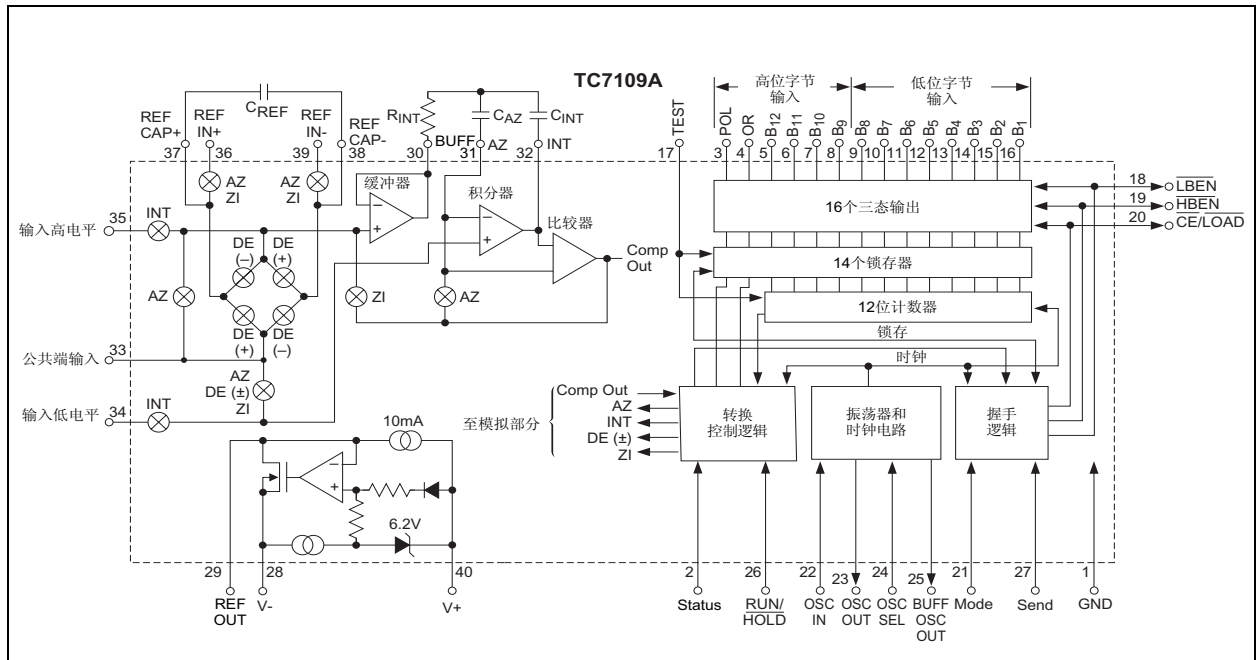 TC7109A
高位字节
输入
低位字节
输入
REF
CAP+
37
REF
IN+
36
CREF
REF
IN-
39
REF
CAP-
38
RINT
BUFF
30
CAZ
31
AZ
CINT
32
INT
TEST
17
POL
3
OR
4
B12
5
B11
6
B10
7
B9
8
B8
9
B7
10
B6
11
B5
12
B4
13
B3
14
B2
15
B1
16
AZ
ZI
AZ
ZI
缓冲器
积分器
比较器
16个三态输出
18
LBEN
19
HBEN
20
CE/LOAD
输入高电平
35
INT
DE
(–)
DE
(+)
Comp
Out
14个锁存器
AZ
ZI
AZ
12位计数器
DE
(+)
DE
(–)
锁存
公共端输入
33
时钟
AZ
DE (±)
ZI
输入低电平
34
INT
至模拟部分
Comp Out
AZ
INT
DE (±)
ZI
转换
控制逻辑
振荡器和
时钟电路
握手
逻辑
10mA
–
+
6.2V
29
REF
OUT
28
V-
40
V+
2
Status
26
RUN/
HOLD
22
OSC
IN
23
OSC
OUT
24
OSC
SEL
25
BUFF
OSC
OUT
21
Mode
27
Send
1
GND